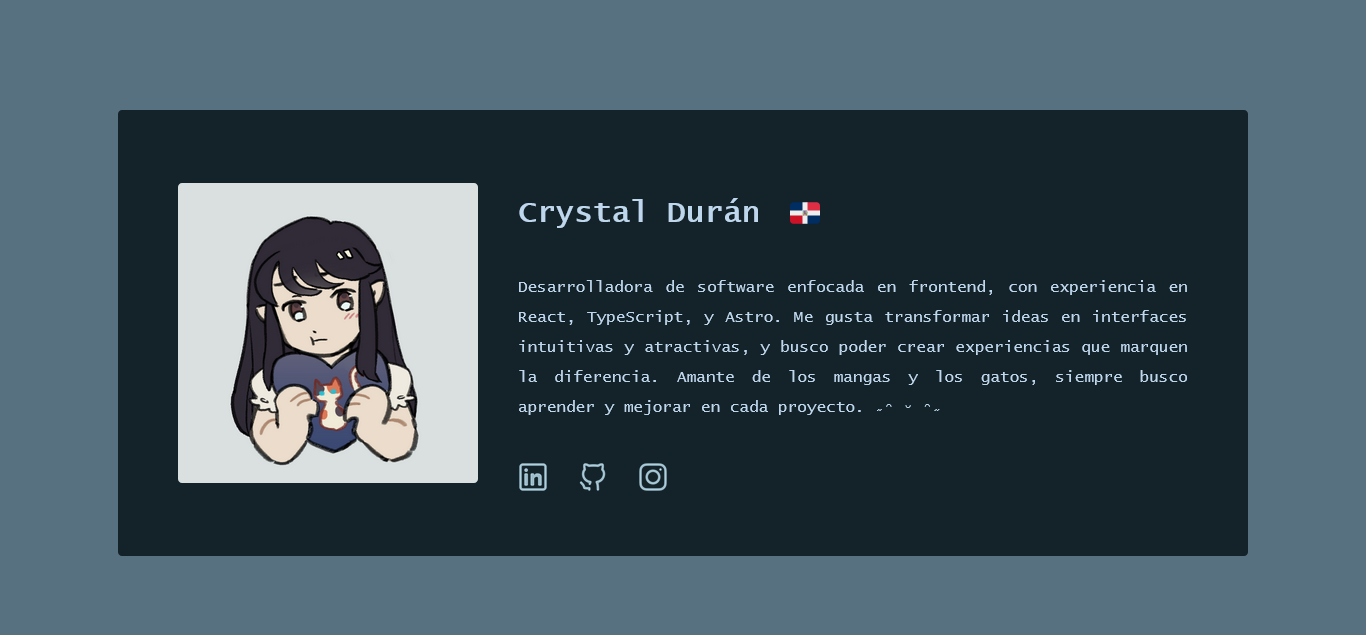 Crystal Durán
Desarrolladora de software enfocada en frontend, con experiencia en
React, TypeScript, y Astro. Me gusta transformar ideas en interfaces
intuitivas y atractivas, y busco poder crear experiencias que marquen
la diferencia. Amante de los mangas y los gatos, siempre busco
aprender y mejorar en cada proyecto. ˶ᵔ ᵕ ᵔ˶
in